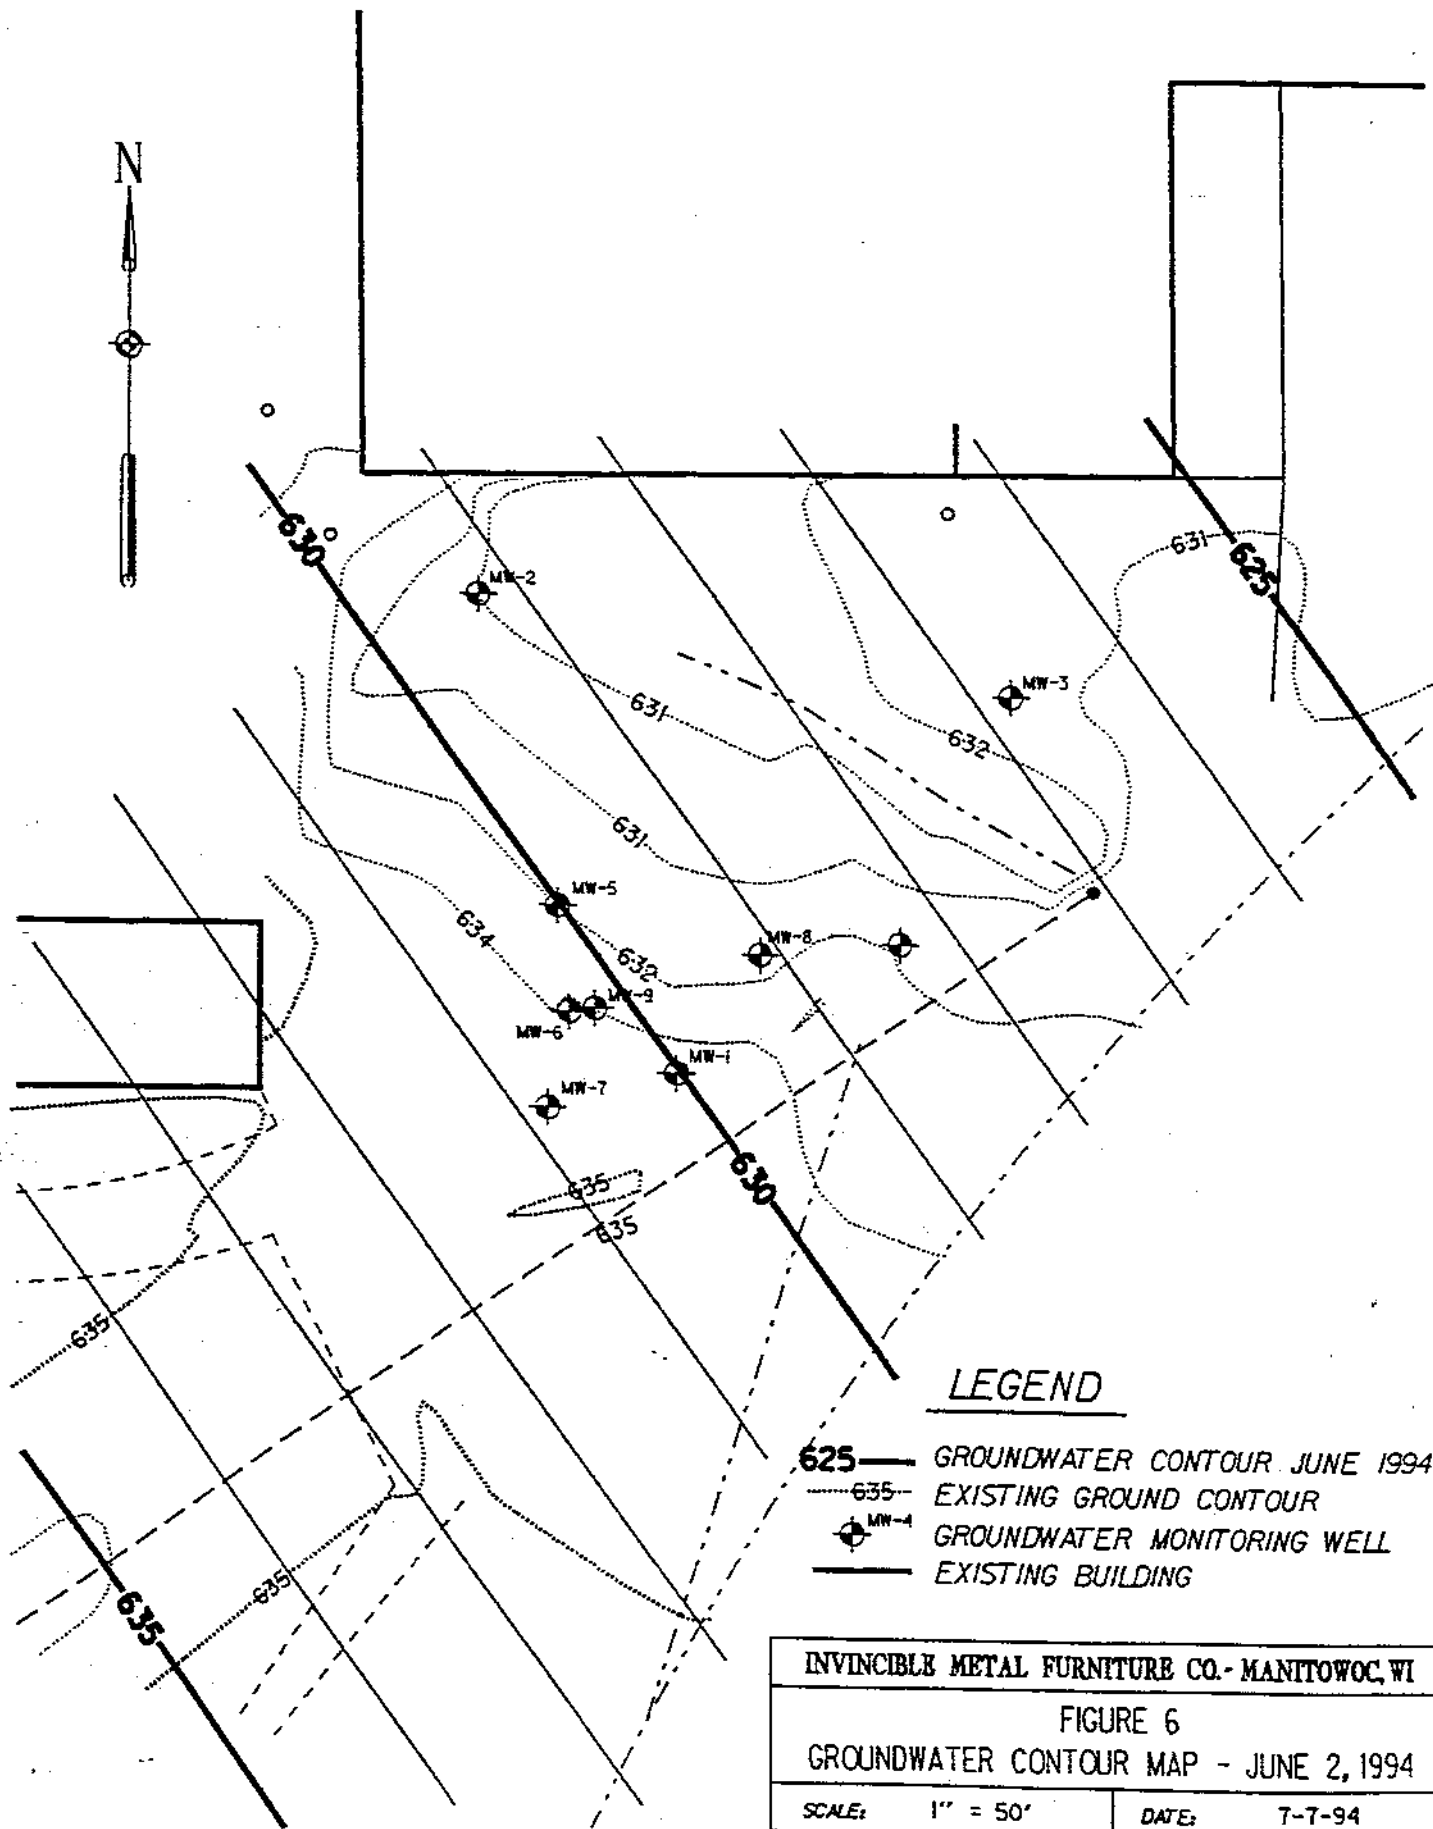 N
630
MW-2
631
625
631
MW-3
632
631
MW-5
634
MW-8
632
MW-9
MW-6
MW-1
MW-7
630
635
635
635
LEGEND
625 GROUNDWATER CONTOUR JUNE 1994
635 EXISTING GROUND CONTOUR
MW-4 GROUNDWATER MONITORING WELL
EXISTING BUILDING
635
635
INVINCIBLE METAL FURNITURE CO.- MANITOWOC, WI
FIGURE 6
GROUNDWATER CONTOUR MAP - JUNE 2, 1994
SCALE: 1" = 50' DATE: 7-7-94